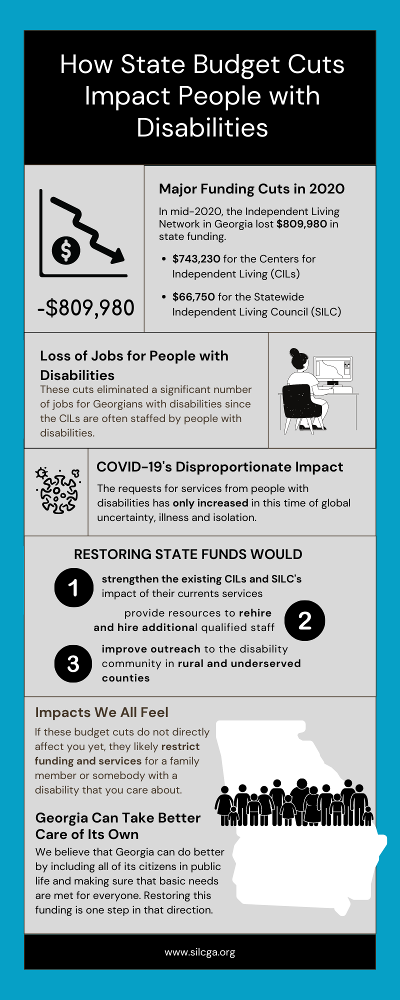 How State Budget Cuts
Impact People with
Disabilities
-$809,980
Major Funding Cuts in 2020
In mid-2020, the Independent Living
Network in Georgia lost $809,980 in
state funding.
• $743,230 for the Centers for
Independent Living (CILs)
• $66,750 for the Statewide
Independent Living Council (SILC)
Loss of Jobs for People with
Disabilities
These cuts eliminated a significant number
of jobs for Georgians with disabilities since
the CILs are often staffed by people with
disabilities.
COVID-19's Disproportionate Impact
The requests for services from people with
disabilities has only increased in this time of global
uncertainty, illness and isolation.
RESTORING STATE FUNDS WOULD
1
strengthen the existing CILs and SILC's
impact of their currents services
provide resources to rehire
and hire additional qualified staff
2
3
improve outreach to the disability
community in rural and underserved
counties
Impacts We All Feel
If these budget cuts do not directly
affect you yet, they likely restrict
funding and services for a family
member or somebody with a
disability that you care about.
Georgia Can Take Better
Care of Its Own
We believe that Georgia can do better
by including all of its citizens in public
life and making sure that basic needs
are met for everyone. Restoring this
funding is one step in that direction.
www.silcga.org